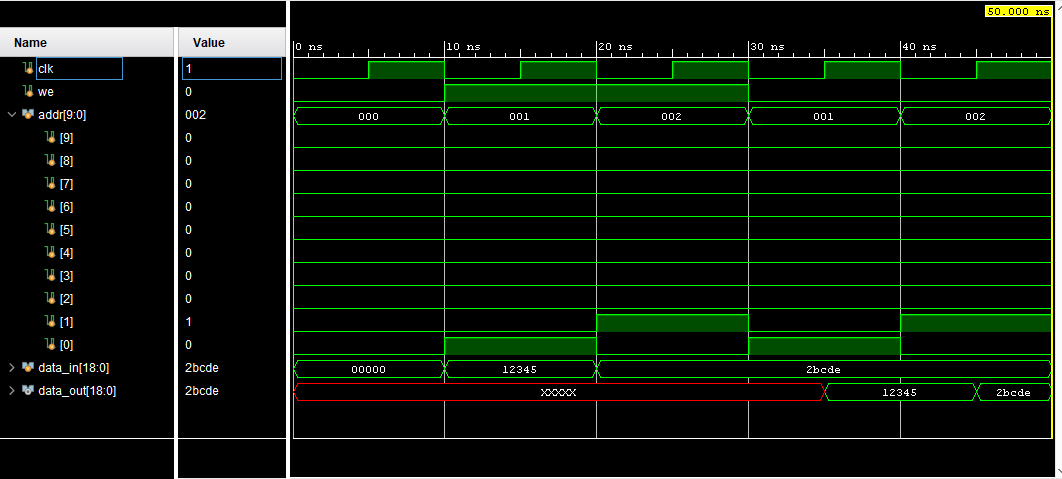 50.000 ns
Name Value
0 ns 10 ns 20 ns 30 ns 40 ns
clk 1
we 0
addr[9:0] 002 000 001 002 001 002
[9] 0
[8] 0
[7] 0
[6] 0
[5] 0
[4] 0
[3] 0
[2] 0
[1] 1
[0] 0
data_in[18:0] 2bcde 00000 12345 2bcde
data_out[18:0] 2bcde XXXXX 12345 2bcde